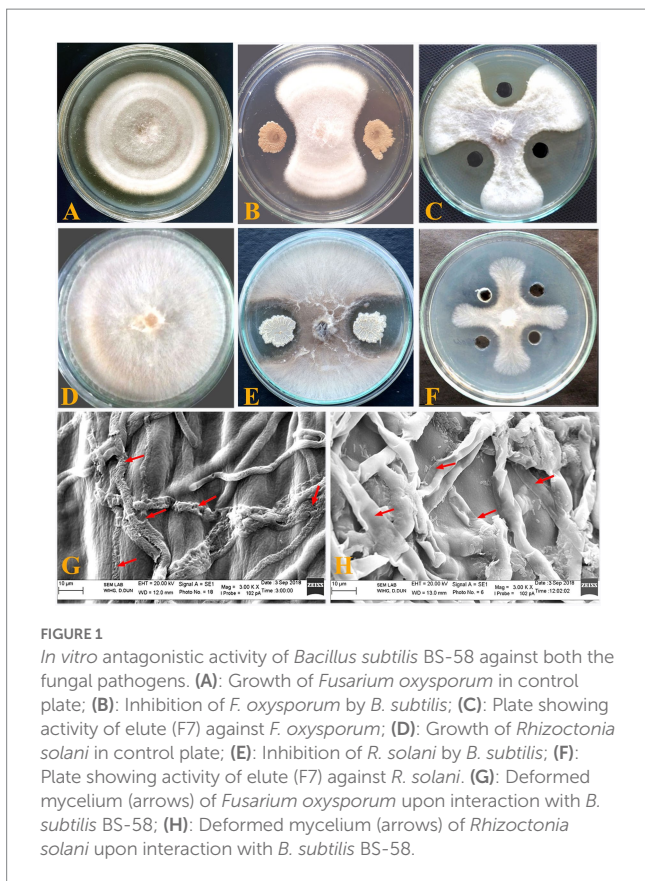 A
B
C
D
E
F
G
H
10 µm
SEM LAB
WIHG, D.DUN
EHT = 20.00 kV
WD = 12.0 mm
Signal A = SE1
Photo No. = 18
Mag = 3.00 K X
I Probe = 102 pA
Date :3 Sep 2018
Time :3:00:00
ZEISS
10 µm
SEM LAB
WIHG, D.DUN
EHT = 20.00 kV
WD = 13.0 mm
Signal A = SE1
Photo No. = 6
Mag = 3.00 K X
I Probe = 102 pA
Date :3 Sep 2018
Time :12:02:02
ZEISS
FIGURE 1
In vitro antagonistic activity of Bacillus subtilis BS-58 against both the
fungal pathogens. (A): Growth of Fusarium oxysporum in control
plate; (B): Inhibition of F. oxysporum by B. subtilis; (C): Plate showing
activity of elute (F7) against F. oxysporum; (D): Growth of Rhizoctonia
solani in control plate; (E): Inhibition of R. solani by B. subtilis; (F):
Plate showing activity of elute (F7) against R. solani. (G): Deformed
mycelium (arrows) of Fusarium oxysporum upon interaction with B.
subtilis BS-58; (H): Deformed mycelium (arrows) of Rhizoctonia
solani upon interaction with B. subtilis BS-58.